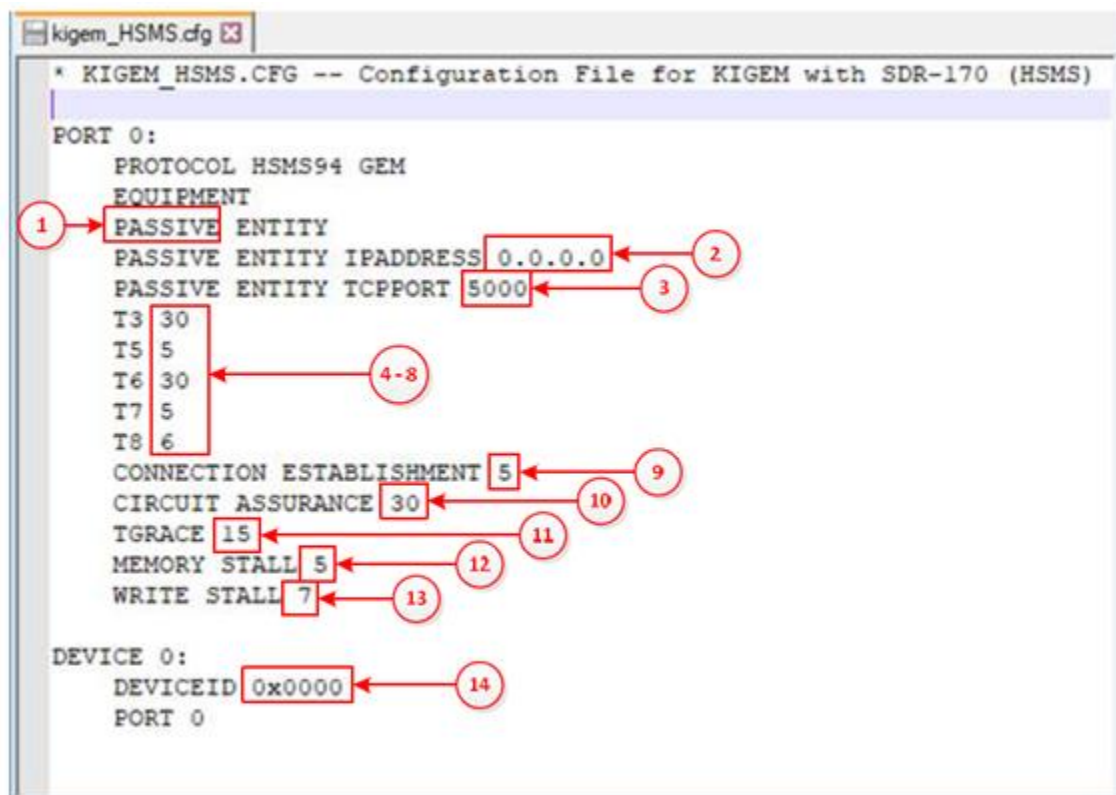 kigem_HSMS.cfg
* KIGEM_HSMS.CFG -- Configuration File for KIGEM with SDR-170 (HSMS)
PORT 0:
PROTOCOL HSMS94 GEM
EQUIPMENT
1 PASSIVE ENTITY
PASSIVE ENTITY IPADDRESS 0.0.0.0 2
PASSIVE ENTITY TCPPORT 5000 3
T3 30
T5 5
T6 30 4-8
T7 5
T8 6
CONNECTION ESTABLISHMENT 5 9
CIRCUIT ASSURANCE 30 10
TGRACE 15 11
MEMORY STALL 5 12
WRITE STALL 7 13
DEVICE 0:
DEVICEID 0x0000 14
PORT 0